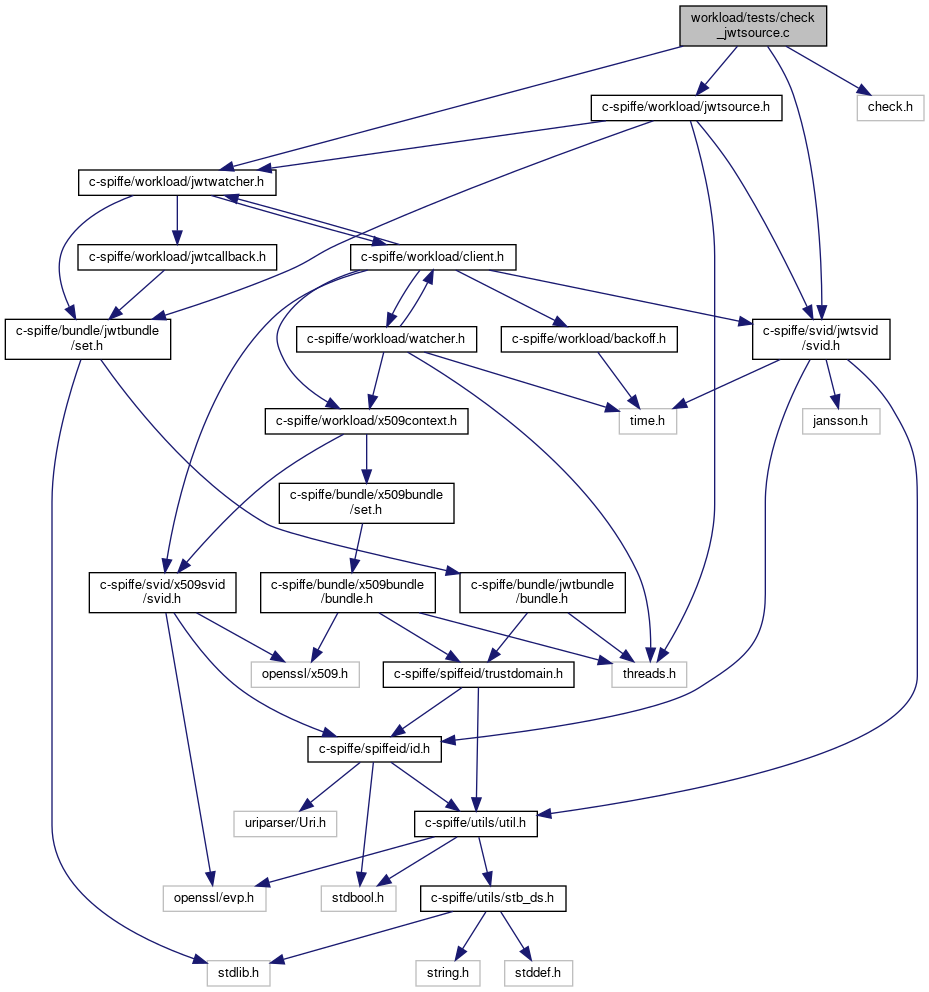 workload/tests/check
_jwtsource.c
c-spiffe/workload/jwtsource.h
check.h
c-spiffe/workload/jwtwatcher.h
c-spiffe/workload/jwtcallback.h
c-spiffe/workload/client.h
c-spiffe/bundle/jwtbundle
/set.h
c-spiffe/workload/watcher.h
c-spiffe/workload/backoff.h
c-spiffe/svid/jwtsvid
/svid.h
c-spiffe/workload/x509context.h
time.h
jansson.h
c-spiffe/bundle/x509bundle
/set.h
c-spiffe/svid/x509svid
/svid.h
c-spiffe/bundle/x509bundle
/bundle.h
c-spiffe/bundle/jwtbundle
/bundle.h
openssl/x509.h
c-spiffe/spiffeid/trustdomain.h
threads.h
c-spiffe/spiffeid/id.h
uriparser/Uri.h
c-spiffe/utils/util.h
openssl/evp.h
stdbool.h
c-spiffe/utils/stb_ds.h
stdlib.h
string.h
stddef.h